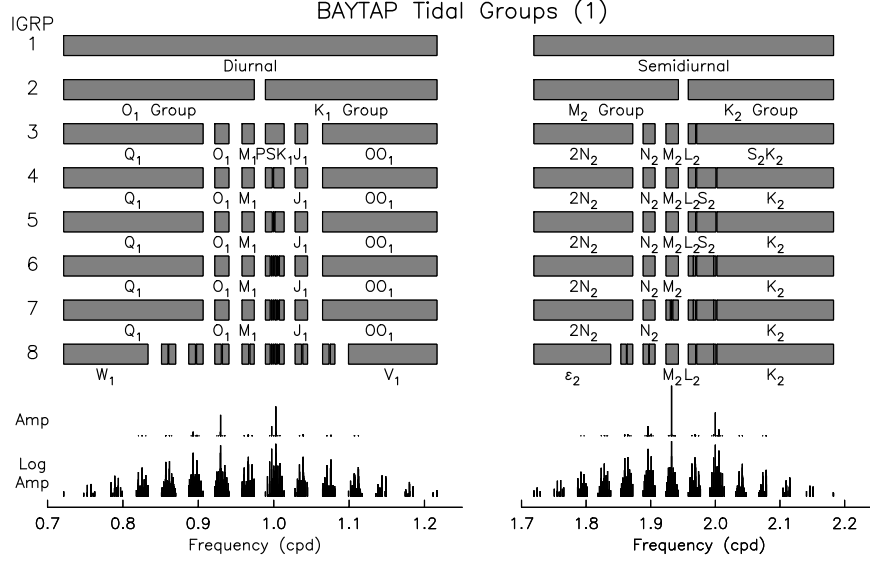 BAYTAP Tidal Groups (1)
IGRP
1
Diurnal Semidiurnal
2
O1 Group K1 Group M2 Group K2 Group
3
Q1 O1 M1 PSK1 J1 OO1 2N2 N2 M2 L2 S2K2
4
Q1 O1 M1 J1 OO1 2N2 N2 M2 L2 S2 K2
5
Q1 O1 M1 J1 OO1 2N2 N2 M2 L2 S2 K2
6
Q1 O1 M1 J1 OO1 2N2 N2 M2 K2
7
Q1 O1 M1 J1 OO1 2N2 N2 K2
8
W1 V1 ε2 M2 L2 K2
Amp
Log
Amp
0.7 0.8 0.9 1.0 1.1 1.2 1.7 1.8 1.9 2.0 2.1 2.2
Frequency (cpd) Frequency (cpd)